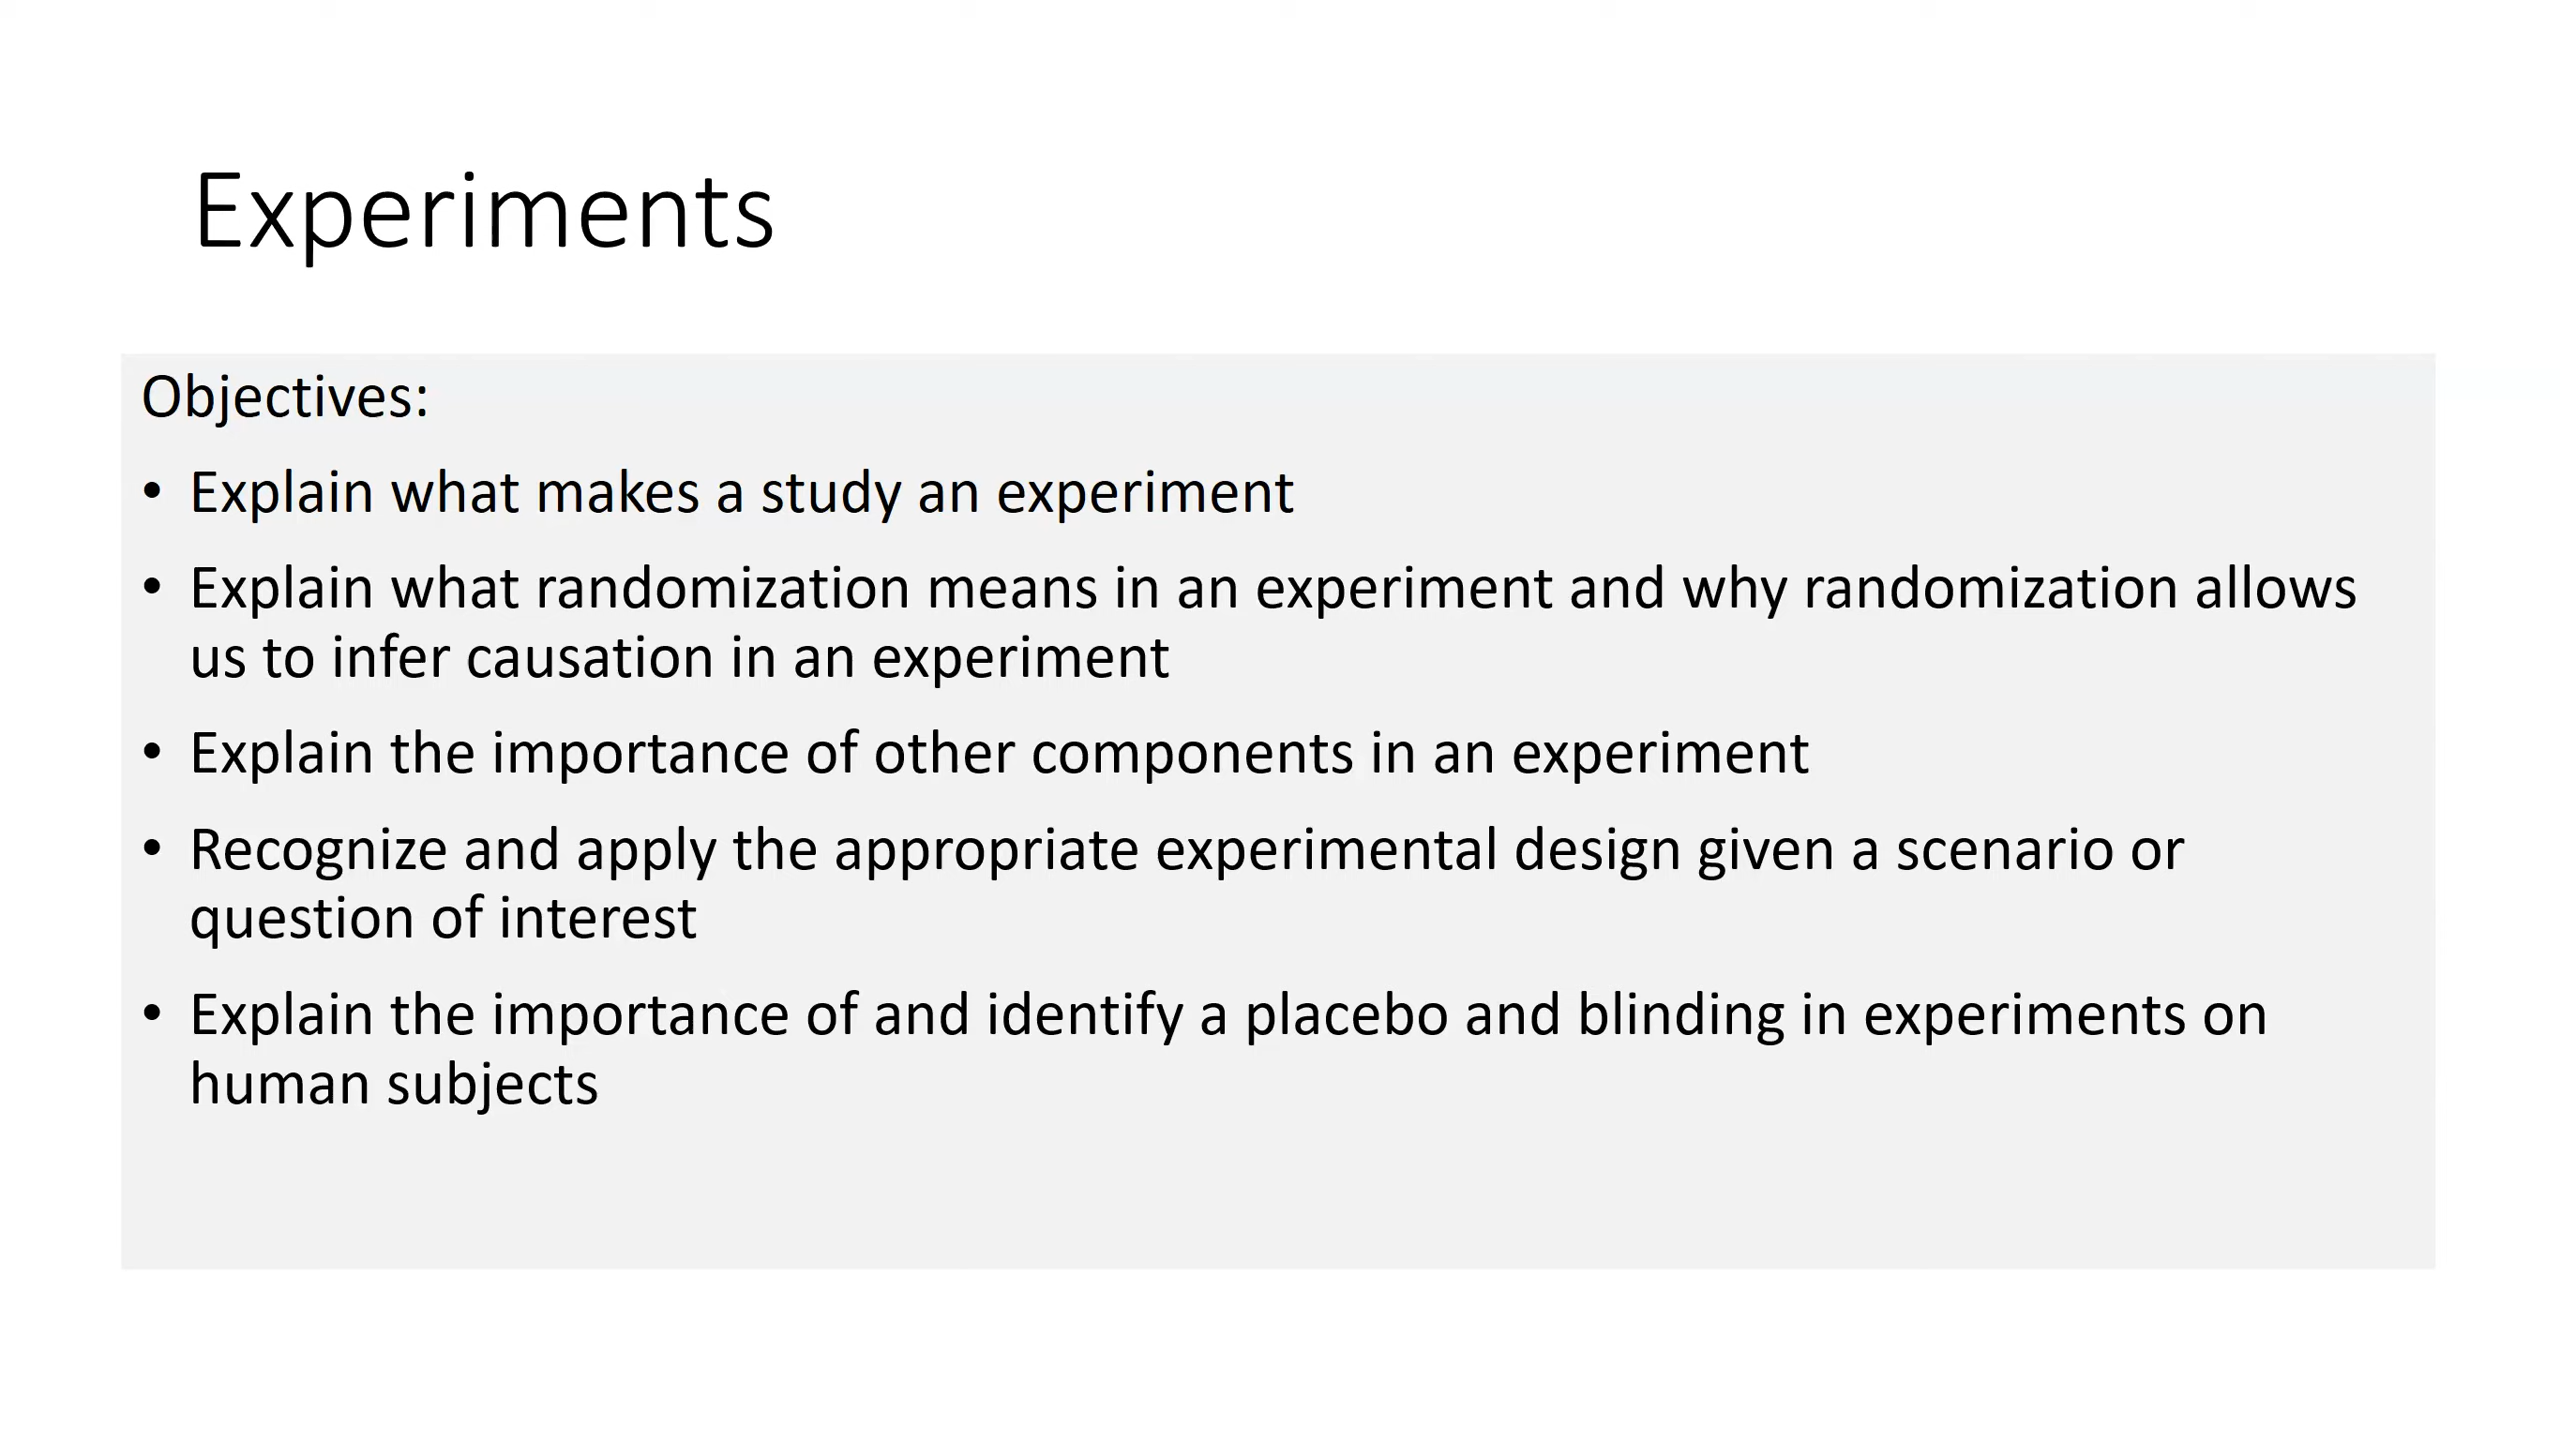 Experiments
Objectives:
• Explain what makes a study an experiment
• Explain what randomization means in an experiment and why randomization allows
us to infer causation in an experiment
• Explain the importance of other components in an experiment
• Recognize and apply the appropriate experimental design given a scenario or
question of interest
• Explain the importance of and identify a placebo and blinding in experiments on
human subjects